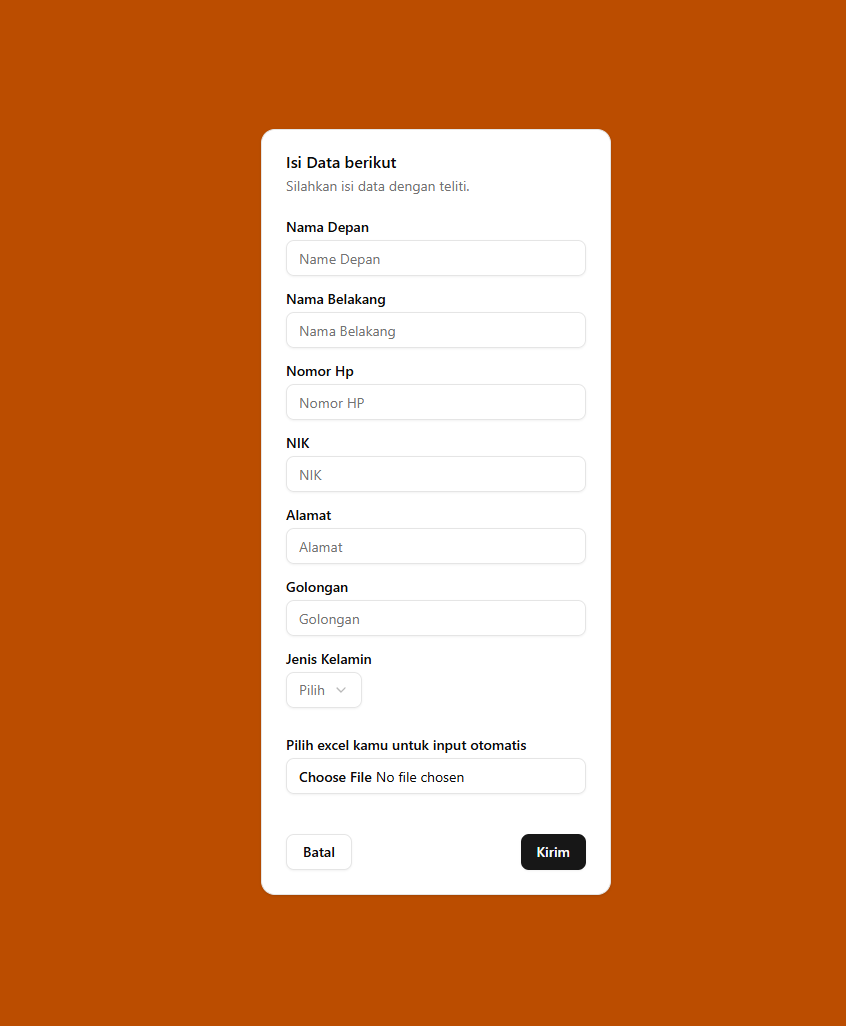 Isi Data berikut
Silahkan isi data dengan teliti.
Nama Depan
Name Depan
Nama Belakang
Nama Belakang
Nomor Hp
Nomor HP
NIK
NIK
Alamat
Alamat
Golongan
Golongan
Jenis Kelamin
Pilih
Pilih excel kamu untuk input otomatis
Choose File No file chosen
Batal
Kirim